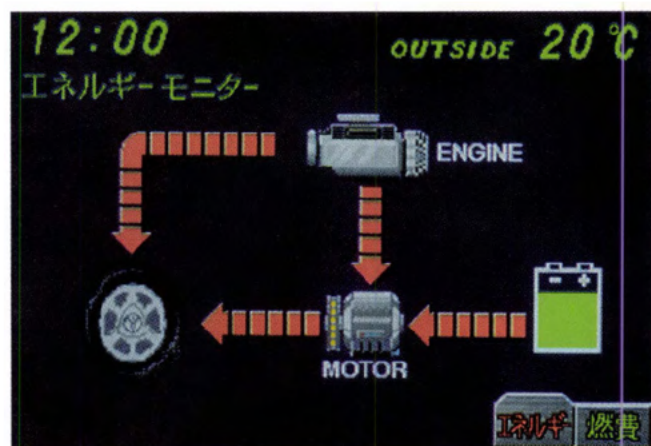 12:00
OUTSIDE 20℃
エネルギーモニター
ENGINE
- +
MOTOR
エネルギ 燃費